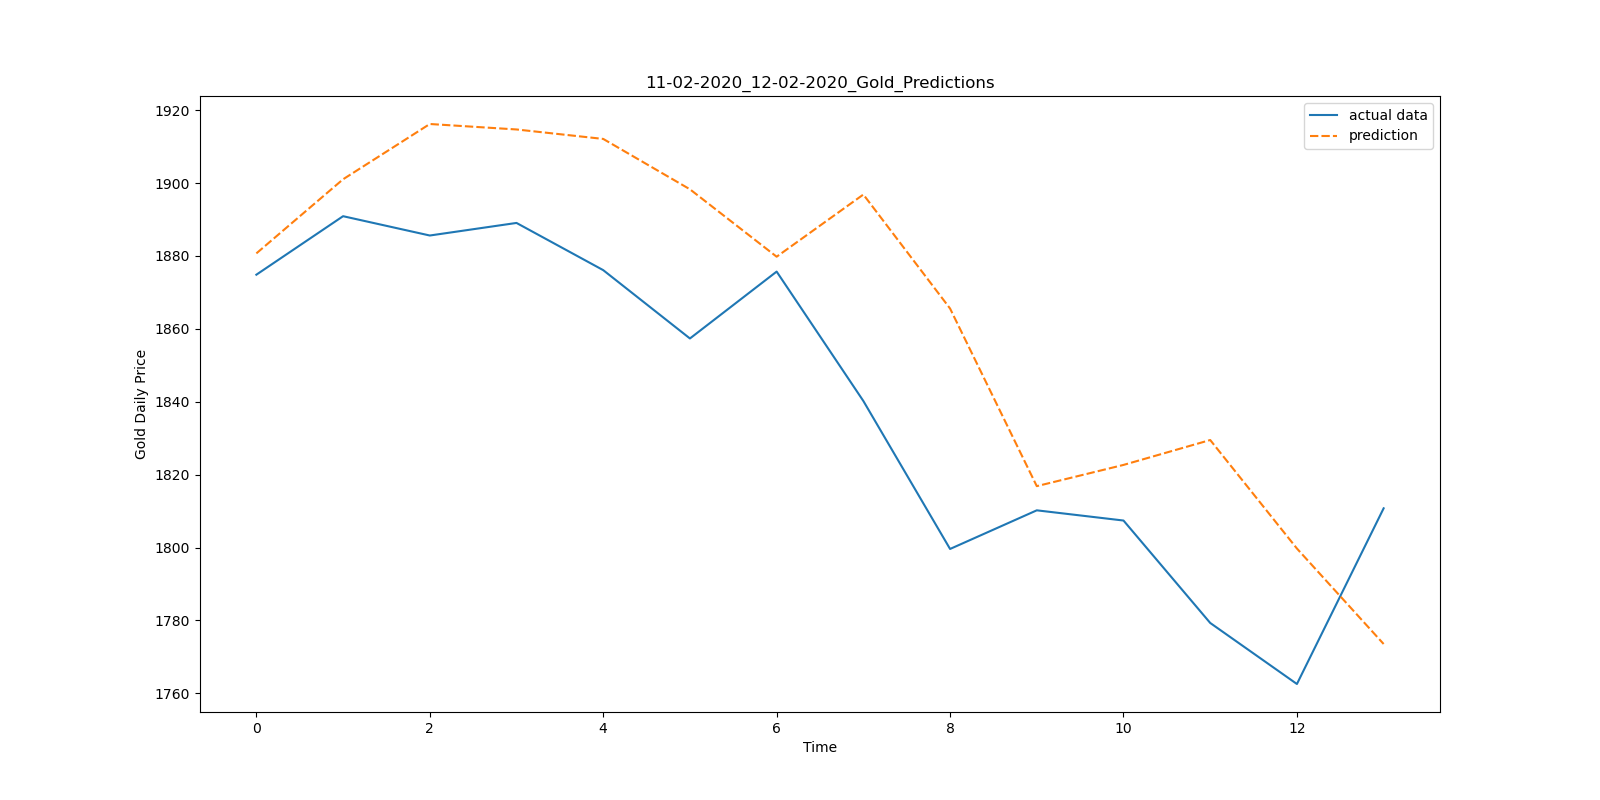 11-02-2020_12-02-2020_Gold_Predictions
actual data
prediction
1920
1900
1880
1860
1840
1820
1800
1780
1760
Gold Daily Price
0 2 4 6 8 10 12
Time